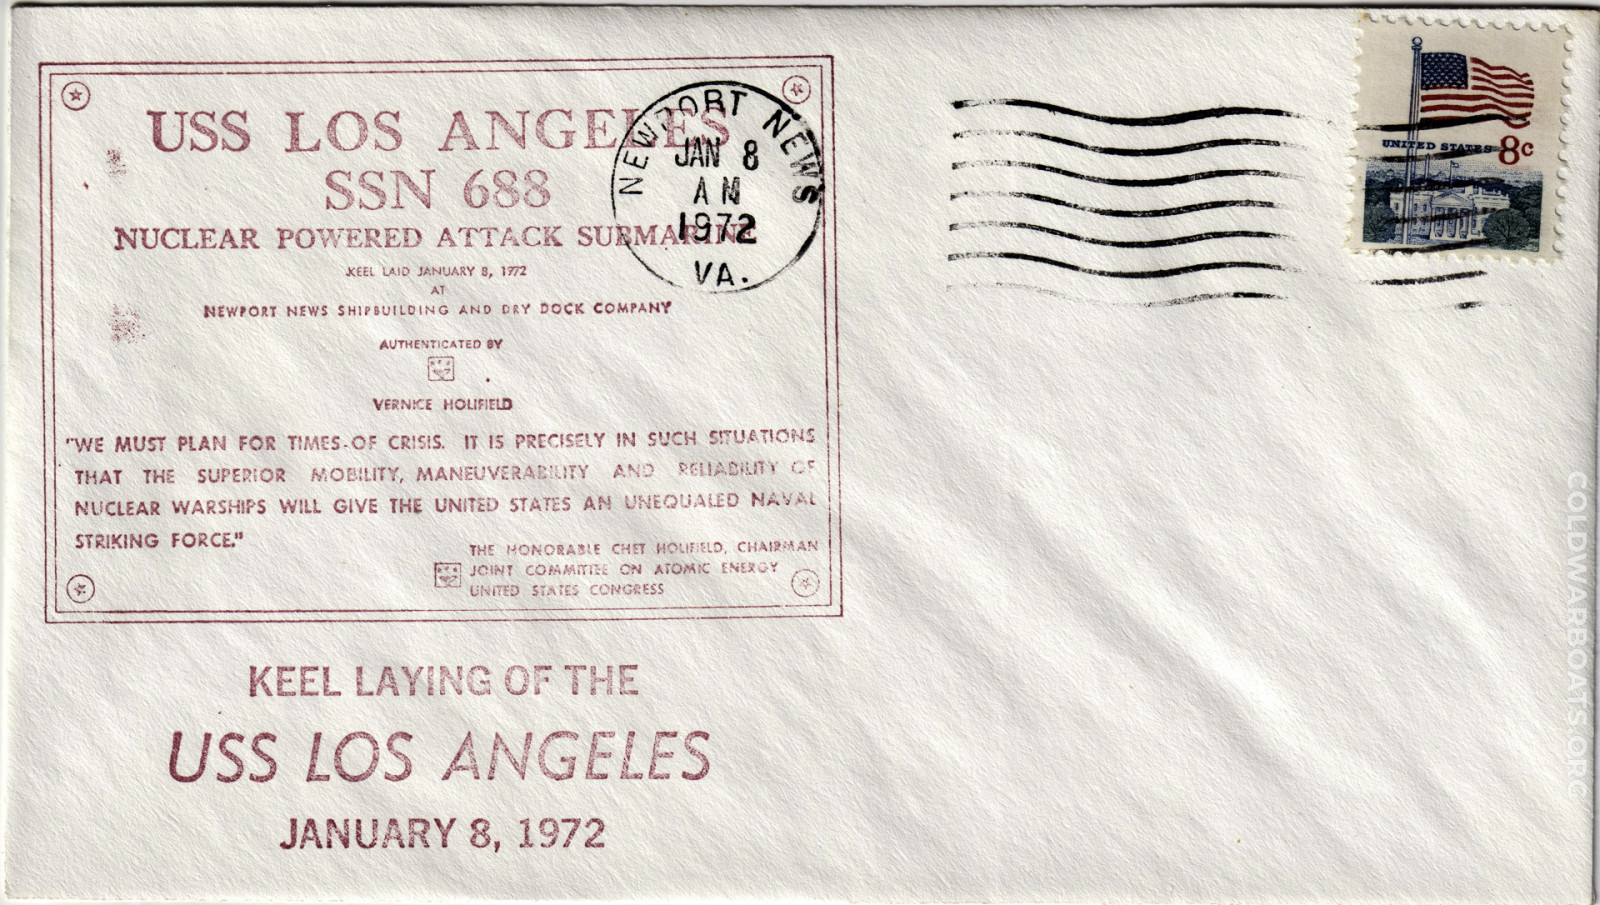 USS LOS ANGELES
SSN 688
NUCLEAR POWERED ATTACK SUBMARINE
KEEL LAID JANUARY 8, 1972
AT
NEWPORT NEWS SHIPBUILDING AND DRY DOCK COMPANY
AUTHENTICATED BY
VERNICE HOLIFIELD
"WE MUST PLAN FOR TIMES OF CRISIS. IT IS PRECISELY IN SUCH SITUATIONS
THAT THE SUPERIOR MOBILITY, MANEUVERABILITY AND RELIABILITY OF
NUCLEAR WARSHIPS WILL GIVE THE UNITED STATES AN UNEQUALED NAVAL
STRIKING FORCE."
THE HONORABLE CHET HOLIFIELD, CHAIRMAN
JOINT COMMITTEE ON ATOMIC ENERGY
UNITED STATES CONGRESS
KEEL LAYING OF THE
USS LOS ANGELES
JANUARY 8, 1972
NEWPORT NEWS
JAN 8
AM
1972
VA.
UNITED STATES 8c
COLDWARBOATS.ORG